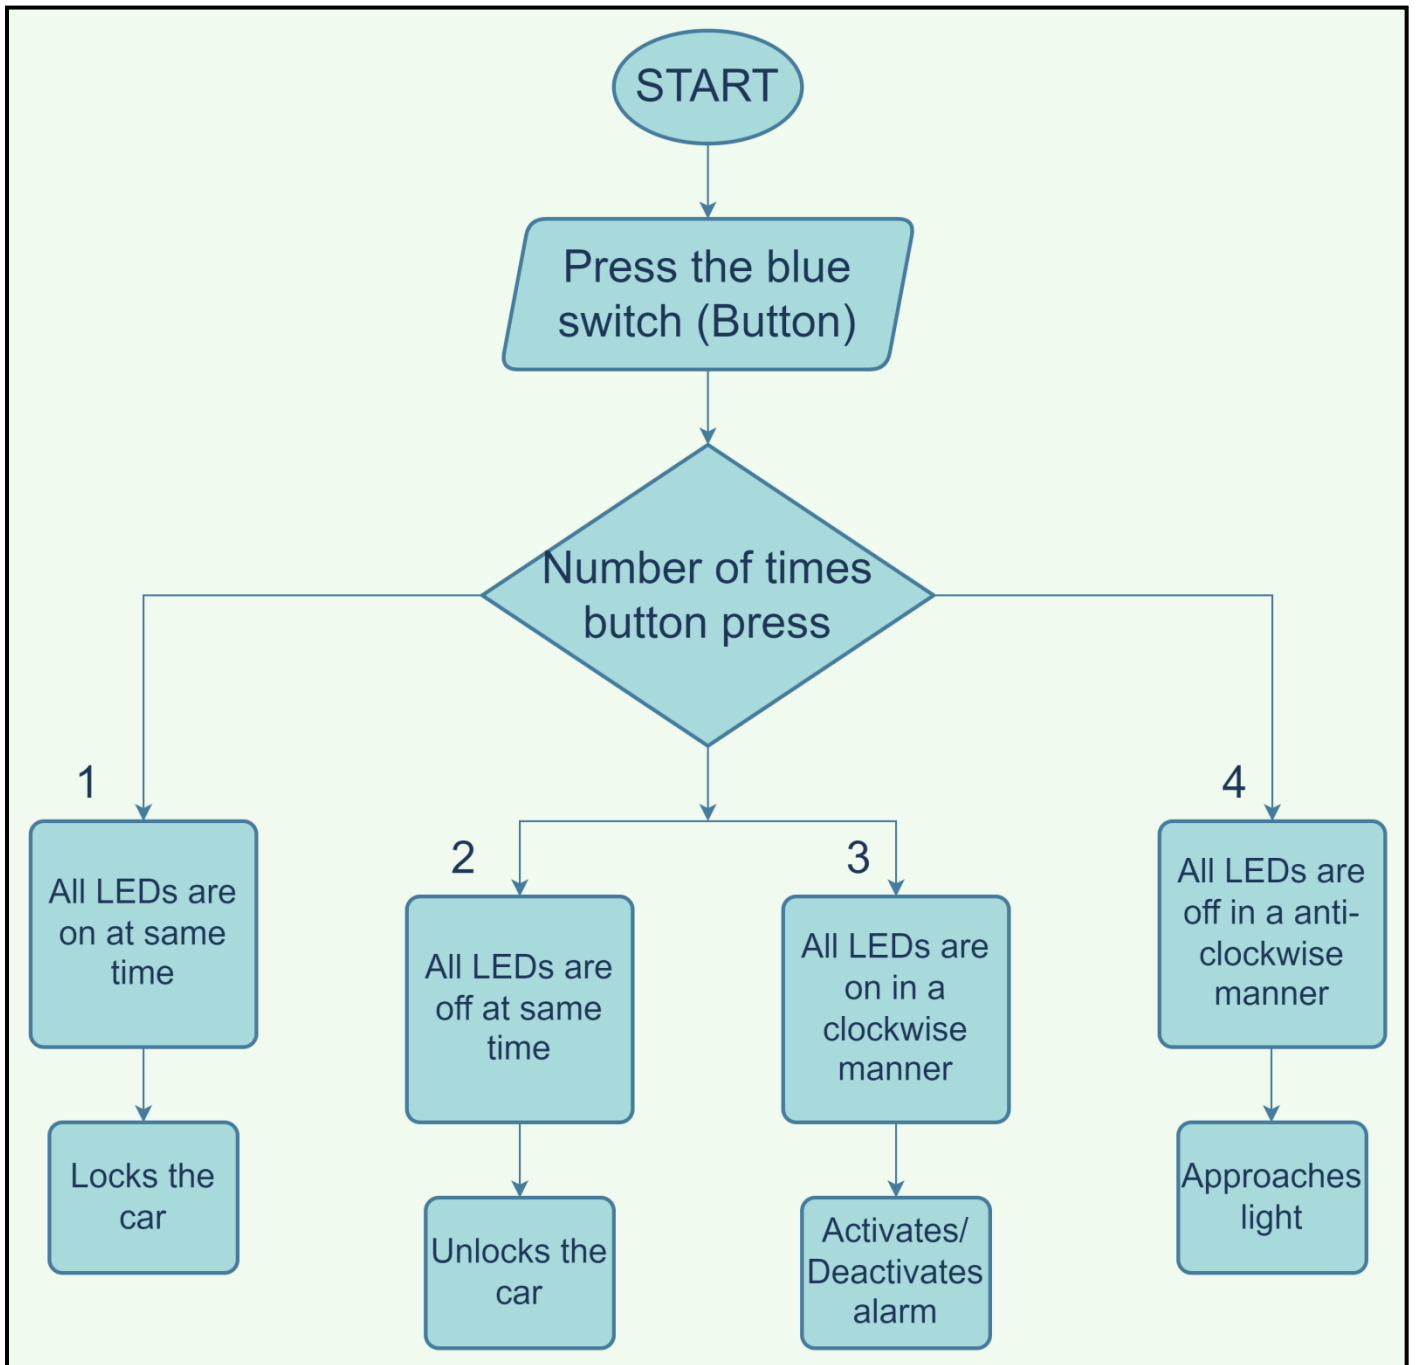 START
Press the blue
switch (Button)
Number of times
button press
1
All LEDs are
on at same
time
Locks the
car
2
All LEDs are
off at same
time
Unlocks the
car
3
All LEDs are
on in a
clockwise
manner
Activates/
Deactivates
alarm
4
All LEDs are
off in a anti-
clockwise
manner
Approaches
light